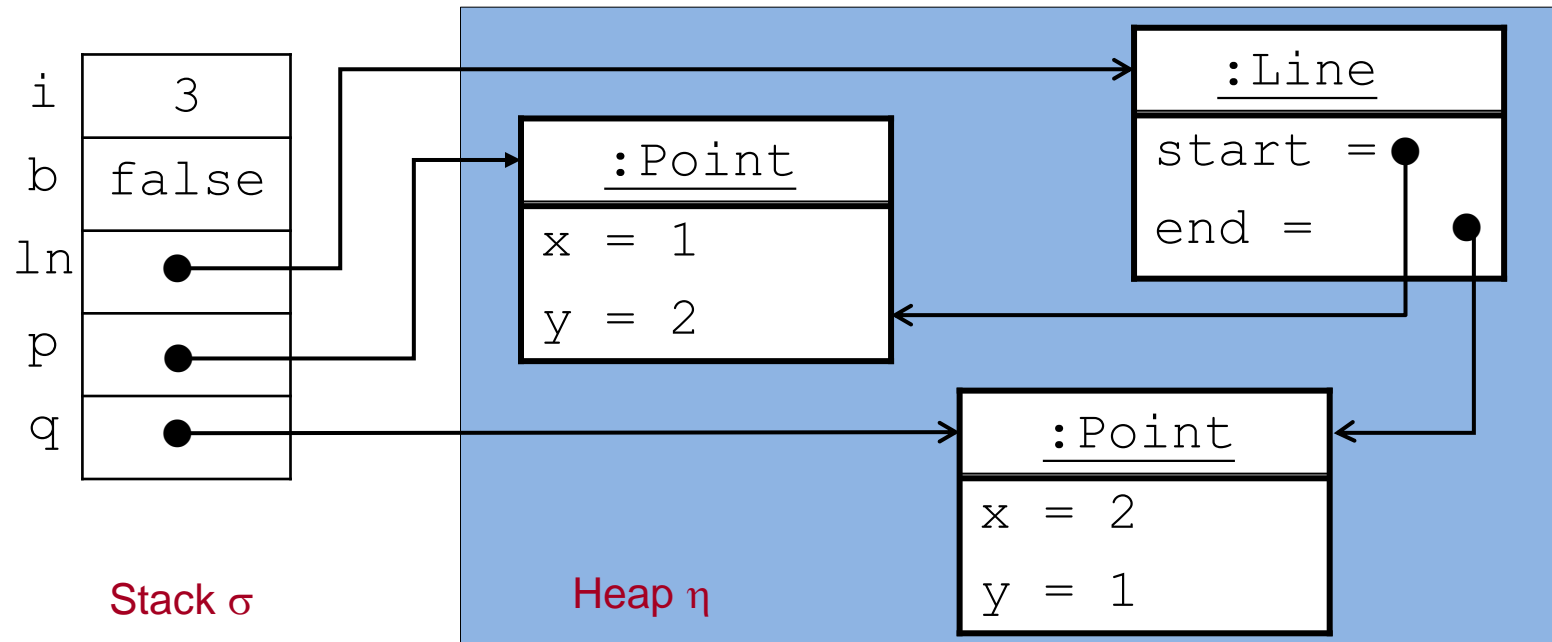 i 3
b false
ln
p
q
Stack σ
:Line
start =
end =
:Point
x = 1
y = 2
:Point
x = 2
y = 1
Heap η